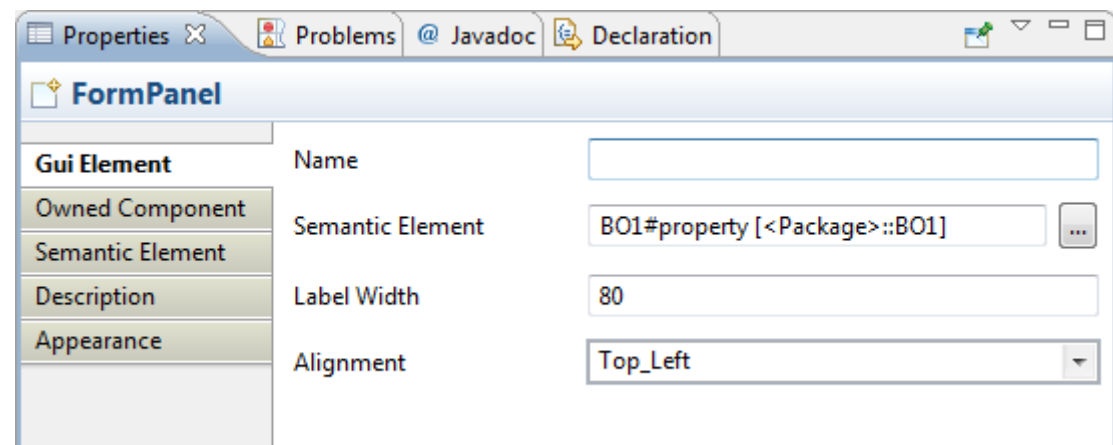 Properties Problems @ Javadoc Declaration
FormPanel
Gui Element
Owned Component
Semantic Element
Description
Appearance
Name
Semantic Element BO1#property [<Package>::BO1] ...
Label Width 80
Alignment Top_Left